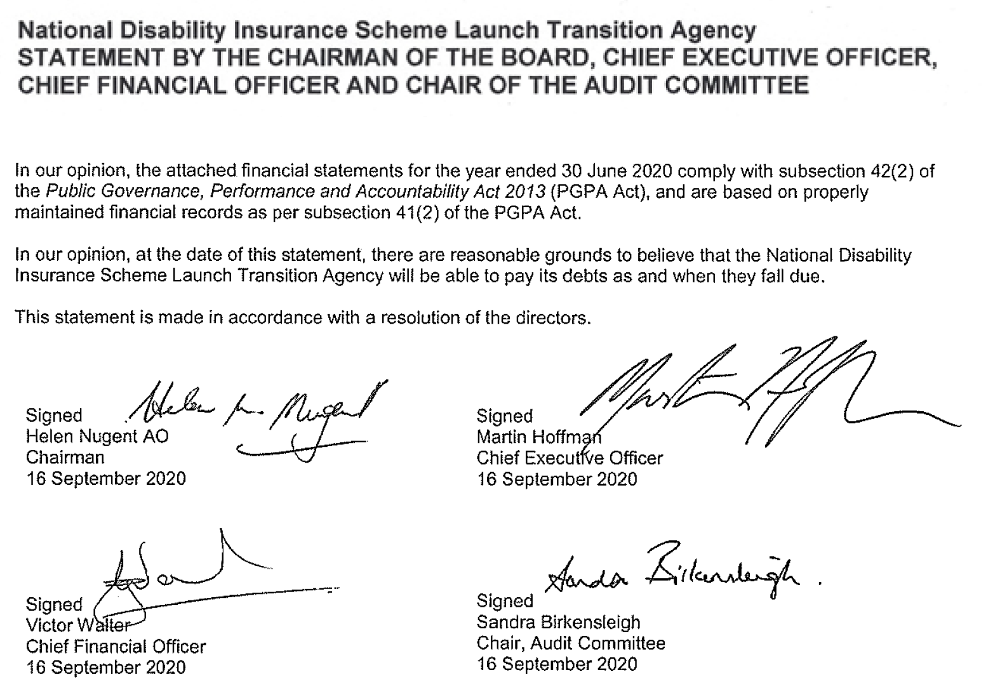 National Disability Insurance Scheme Launch Transition Agency
STATEMENT BY THE CHAIRMAN OF THE BOARD, CHIEF EXECUTIVE OFFICER,
CHIEF FINANCIAL OFFICER AND CHAIR OF THE AUDIT COMMITTEE
In our opinion, the attached financial statements for the year ended 30 June 2020 comply with subsection 42(2) of
the Public Governance, Performance and Accountability Act 2013 (PGPA Act), and are based on properly
maintained financial records as per subsection 41(2) of the PGPA Act.
In our opinion, at the date of this statement, there are reasonable grounds to believe that the National Disability
Insurance Scheme Launch Transition Agency will be able to pay its debts as and when they fall due.
This statement is made in accordance with a resolution of the directors.
Helen M. Nugent
Signed
Helen Nugent AO
Chairman
16 September 2020
Martin
Signed
Martin Hoffman
Chief Executive Officer
16 September 2020
Signed
Victor Walter
Chief Financial Officer
16 September 2020
Sandra Birkensleigh.
Signed
Sandra Birkensleigh
Chair, Audit Committee
16 September 2020